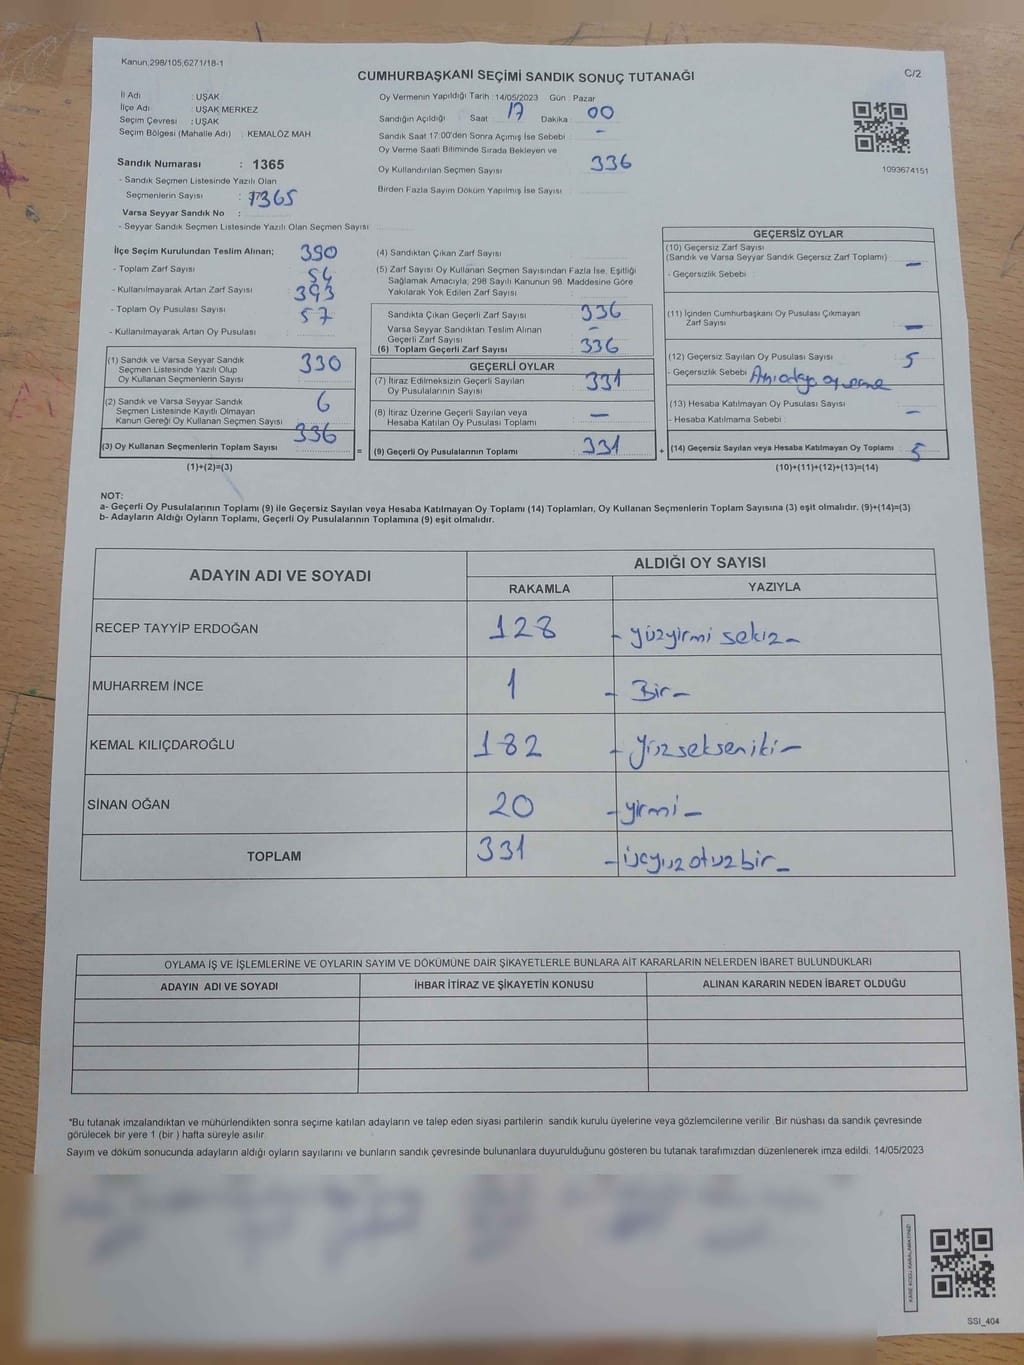 Kanun;298/105,6271/18-1
CUMHURBAŞKANI SEÇİMİ SANDIK SONUÇ TUTANAĞI
C/2
İl Adı : UŞAK
İlçe Adı : UŞAK MERKEZ
Seçim Çevresi : UŞAK
Seçim Bölgesi (Mahalle Adı) : KEMALÖZ MAH
Sandık Numarası : 1365
- Sandık Seçmen Listesinde Yazılı Olan
Seçmenlerin Sayısı : 1365
Varsa Seyyar Sandık No :
- Seyyar Sandık Seçmen Listesinde Yazılı Olan Seçmen Sayısı
Oy Vermenin Yapıldığı Tarih : 14/05/2023 Gün : Pazar
Sandığın Açıldığı Saat 17 Dakika : 00
Sandık Saat 17:00'den Sonra Açımış İse Sebebi : –
Oy Verme Saati Bitiminde Sırada Bekleyen ve
Oy Kullandırılan Seçmen Sayısı 336
Birden Fazla Sayım Döküm Yapılmış İse Sayısı :
1093674151
İlçe Seçim Kurulundan Teslim Alınan; 390
- Toplam Zarf Sayısı 54
- Kullanılmayarak Artan Zarf Sayısı : 393
- Toplam Oy Pusulası Sayısı : 57
- Kullanılmayarak Artan Oy Pusulası :
(1) Sandık ve Varsa Seyyar Sandık
Seçmen Listesinde Yazılı Olup
Oy Kullanan Seçmenlerin Sayısı 330
(2) Sandık ve Varsa Seyyar Sandık
Seçmen Listesinde Kayıtlı Olmayan
Kanun Gereği Oy Kullanan Seçmen Sayısı 6
(3) Oy Kullanan Seçmenlerin Toplam Sayısı 336
(1)+(2)=(3)
(4) Sandıktan Çıkan Zarf Sayısı
(5) Zarf Sayısı Oy Kullanan Seçmen Sayısından Fazla İse, Eşitliği
Sağlamak Amacıyla; 298 Sayılı Kanunun 98. Maddesine Göre
Yakılarak Yok Edilen Zarf Sayısı
Sandıkta Çıkan Geçerli Zarf Sayısı 336
Varsa Seyyar Sandıktan Teslim Alınan
Geçerli Zarf Sayısı –
(6) Toplam Geçerli Zarf Sayısı 336
GEÇERLİ OYLAR
(7) İtiraz Edilmeksizin Geçerli Sayılan
Oy Pusulalarının Sayısı 331
(8) İtiraz Üzerine Geçerli Sayılan veya
Hesaba Katılan Oy Pusulası Toplamı –
= (9) Geçerli Oy Pusulalarının Toplamı 331
GEÇERSİZ OYLAR
(10) Geçersiz Zarf Sayısı
(Sandık ve Varsa Seyyar Sandık Geçersiz Zarf Toplamı) –
- Geçersizlik Sebebi :
(11) İçinden Cumhurbaşkanı Oy Pusulası Çıkmayan
Zarf Sayısı –
(12) Geçersiz Sayılan Oy Pusulası Sayısı 5
- Geçersizlik Sebebi
(13) Hesaba Katılmayan Oy Pusulası Sayısı –
- Hesaba Katılmama Sebebi
+ (14) Geçersiz Sayılan veya Hesaba Katılmayan Oy Toplamı 5
(10)+(11)+(12)+(13)=(14)
NOT:
a- Geçerli Oy Pusulalarının Toplamı (9) ile Geçersiz Sayılan veya Hesaba Katılmayan Oy Toplamı (14) Toplamları, Oy Kullanan Seçmenlerin Toplam Sayısına (3) eşit olmalıdır. (9)+(14)=(3)
b- Adayların Aldığı Oyların Toplamı, Geçerli Oy Pusulalarının Toplamına (9) eşit olmalıdır.
ADAYIN ADI VE SOYADI
ALDIĞI OY SAYISI
RAKAMLA YAZIYLA
RECEP TAYYİP ERDOĞAN 128 – yüzyirmi sekiz –
MUHARREM İNCE 1 – Bir –
KEMAL KILIÇDAROĞLU 182 – yüzsekseniki –
SİNAN OĞAN 20 – yirmi –
TOPLAM 331 – üçyüzotuzbir –
OYLAMA İŞ VE İŞLEMLERİNE VE OYLARIN SAYIM VE DÖKÜMÜNE DAİR ŞİKAYETLERLE BUNLARA AİT KARARLARIN NELERDEN İBARET BULUNDUKLARI
ADAYIN ADI VE SOYADI İHBAR İTİRAZ VE ŞİKAYETİN KONUSU ALINAN KARARIN NEDEN İBARET OLDUĞU
*Bu tutanak imzalandıktan ve mühürlendikten sonra seçime katılan adayların ve talep eden siyasi partilerin sandık kurulu üyelerine veya gözlemcilerine verilir. Bir nüshası da sandık çevresinde
görülecek bir yere 1 (bir ) hafta süreyle asılır.
Sayım ve döküm sonucunda adayların aldığı oyların sayılarını ve bunların sandık çevresinde bulunanlara duyurulduğunu gösteren bu tutanak tarafımızdan düzenlenerek imza edildi. 14/05/2023
KARE KODU KARALAMAYINIZ!
SSI_404